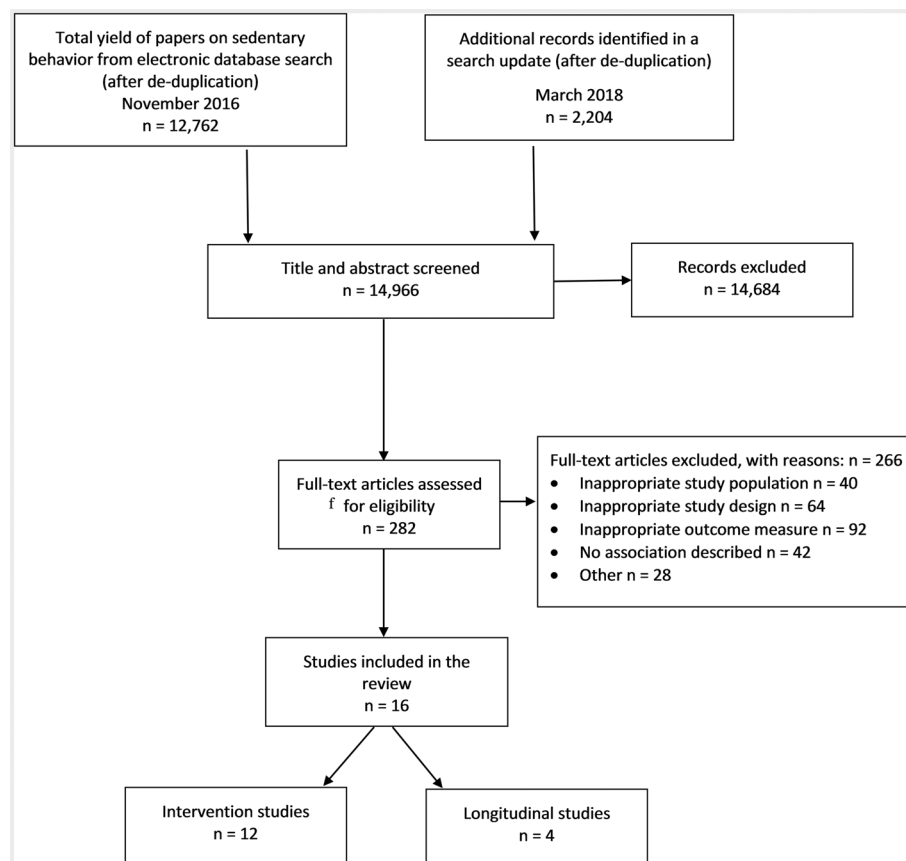 Total yield of papers on sedentary
behavior from electronic database search
(after de-duplication)
November 2016
n = 12,762
Additional records identified in a
search update (after de-duplication)
March 2018
n = 2,204
Title and abstract screened
n = 14,966
Records excluded
n = 14,684
Full-text articles assessed
f for eligibility
n = 282
Full-text articles excluded, with reasons: n = 266
• Inappropriate study population n = 40
• Inappropriate study design n = 64
• Inappropriate outcome measure n = 92
• No association described n = 42
• Other n = 28
Studies included in the
review
n = 16
Intervention studies
n = 12
Longitudinal studies
n = 4